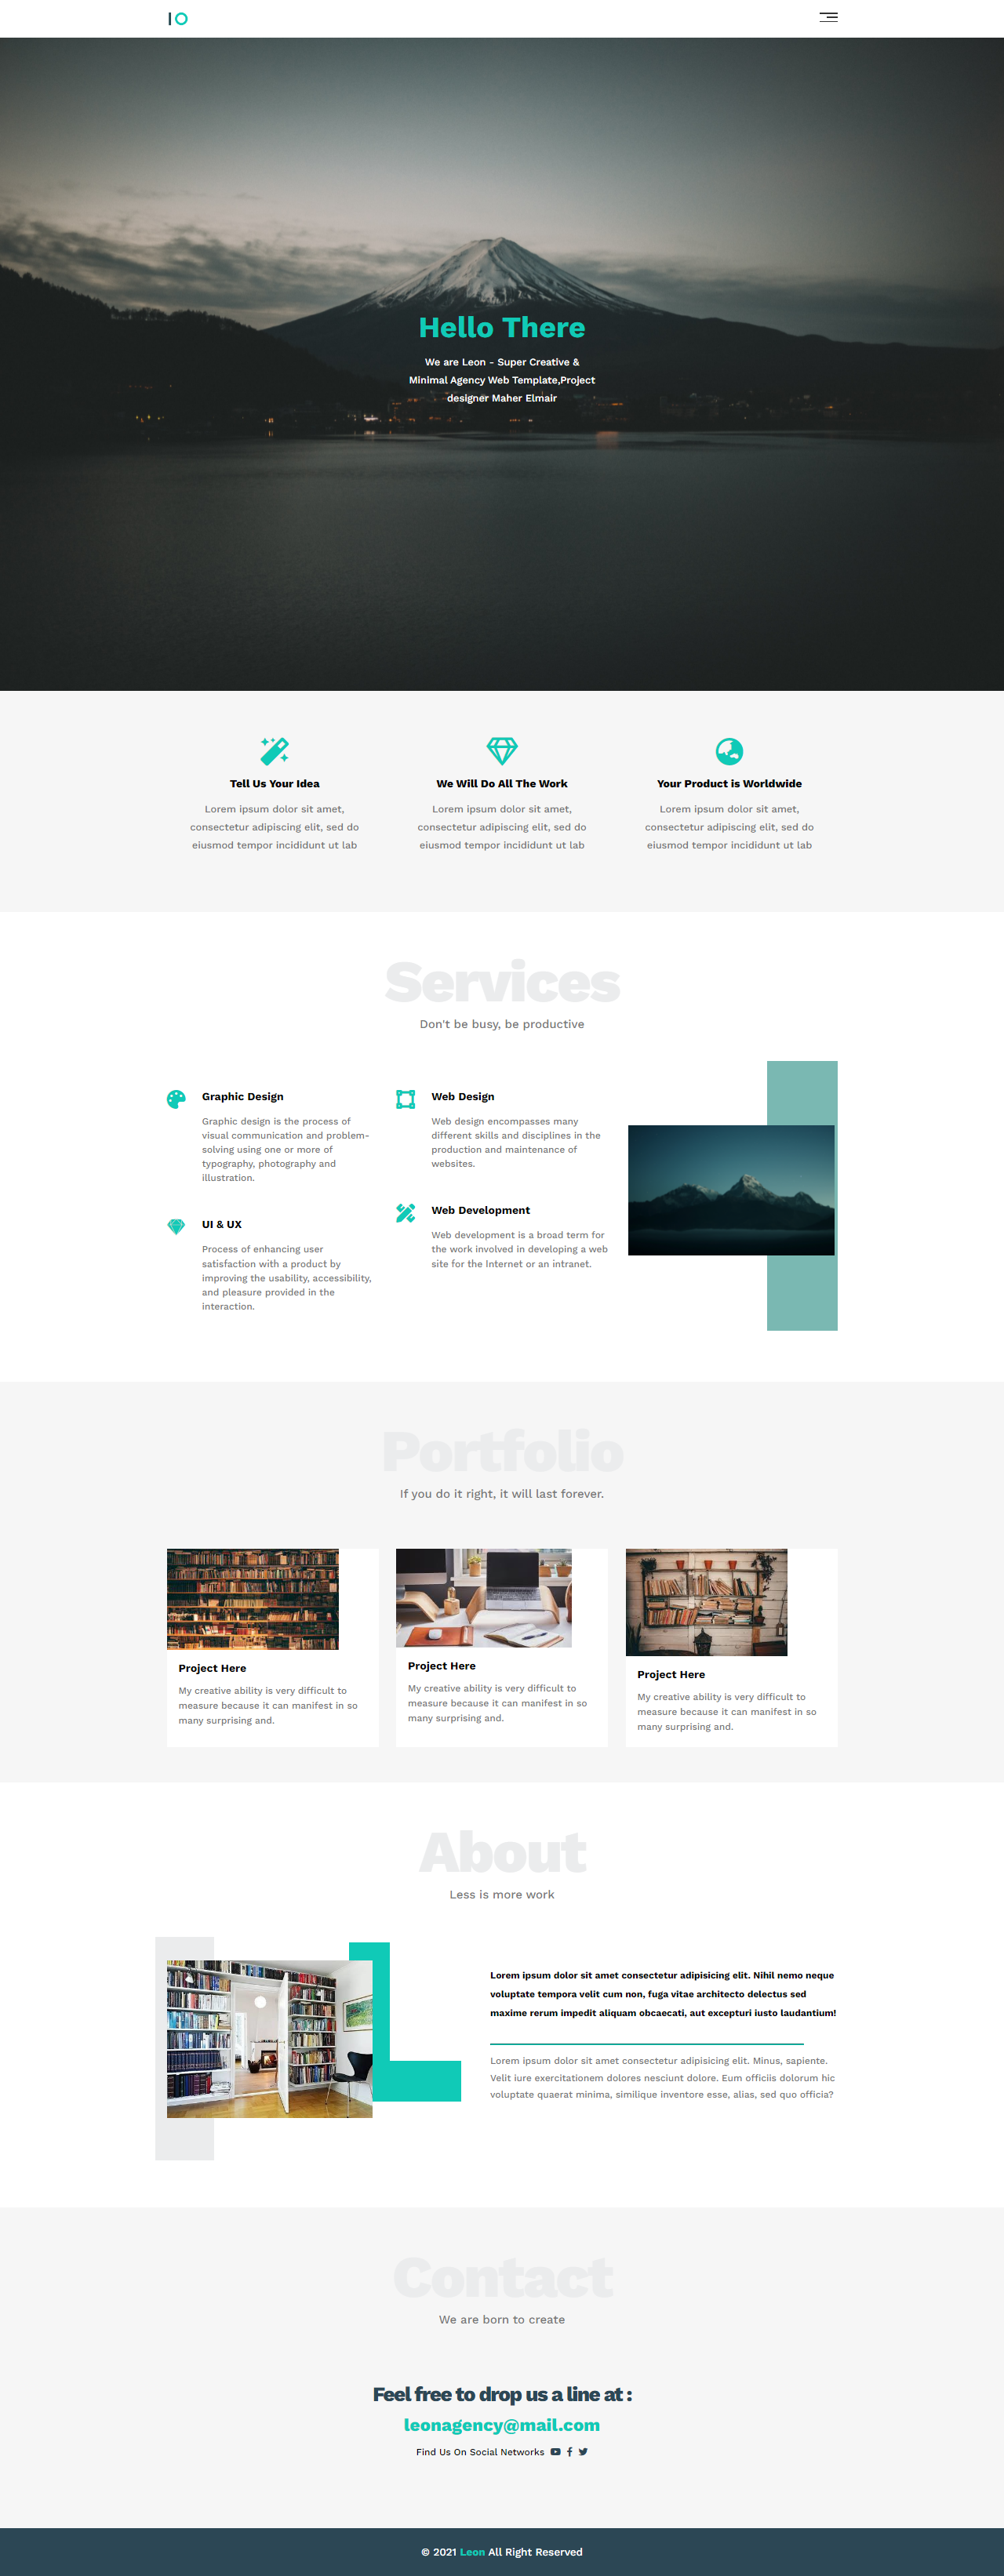 Hello There
We are Leon - Super Creative &
Minimal Agency Web Template,Project
designer Maher Elmair
Tell Us Your Idea
Lorem ipsum dolor sit amet,
consectetur adipiscing elit, sed do
eiusmod tempor incididunt ut lab
We Will Do All The Work
Lorem ipsum dolor sit amet,
consectetur adipiscing elit, sed do
eiusmod tempor incididunt ut lab
Your Product is Worldwide
Lorem ipsum dolor sit amet,
consectetur adipiscing elit, sed do
eiusmod tempor incididunt ut lab
Services
Don't be busy, be productive
Graphic Design
Graphic design is the process of
visual communication and problem-
solving using one or more of
typography, photography and
illustration.
UI & UX
Process of enhancing user
satisfaction with a product by
improving the usability, accessibility,
and pleasure provided in the
interaction.
Web Design
Web design encompasses many
different skills and disciplines in the
production and maintenance of
websites.
Web Development
Web development is a broad term for
the work involved in developing a web
site for the Internet or an intranet.
Portfolio
If you do it right, it will last forever.
Project Here
My creative ability is very difficult to
measure because it can manifest in so
many surprising and.
Project Here
My creative ability is very difficult to
measure because it can manifest in so
many surprising and.
Project Here
My creative ability is very difficult to
measure because it can manifest in so
many surprising and.
About
Less is more work
Lorem ipsum dolor sit amet consectetur adipisicing elit. Nihil nemo neque
voluptate tempora velit cum non, fuga vitae architecto delectus sed
maxime rerum impedit aliquam obcaecati, aut excepturi iusto laudantium!
Lorem ipsum dolor sit amet consectetur adipisicing elit. Minus, sapiente.
Velit iure exercitationem dolores nesciunt dolore. Eum officiis dolorum hic
voluptate quaerat minima, similique inventore esse, alias, sed quo officia?
Contact
We are born to create
Feel free to drop us a line at :
leonagency@mail.com
Find Us On Social Networks
© 2021 Leon All Right Reserved